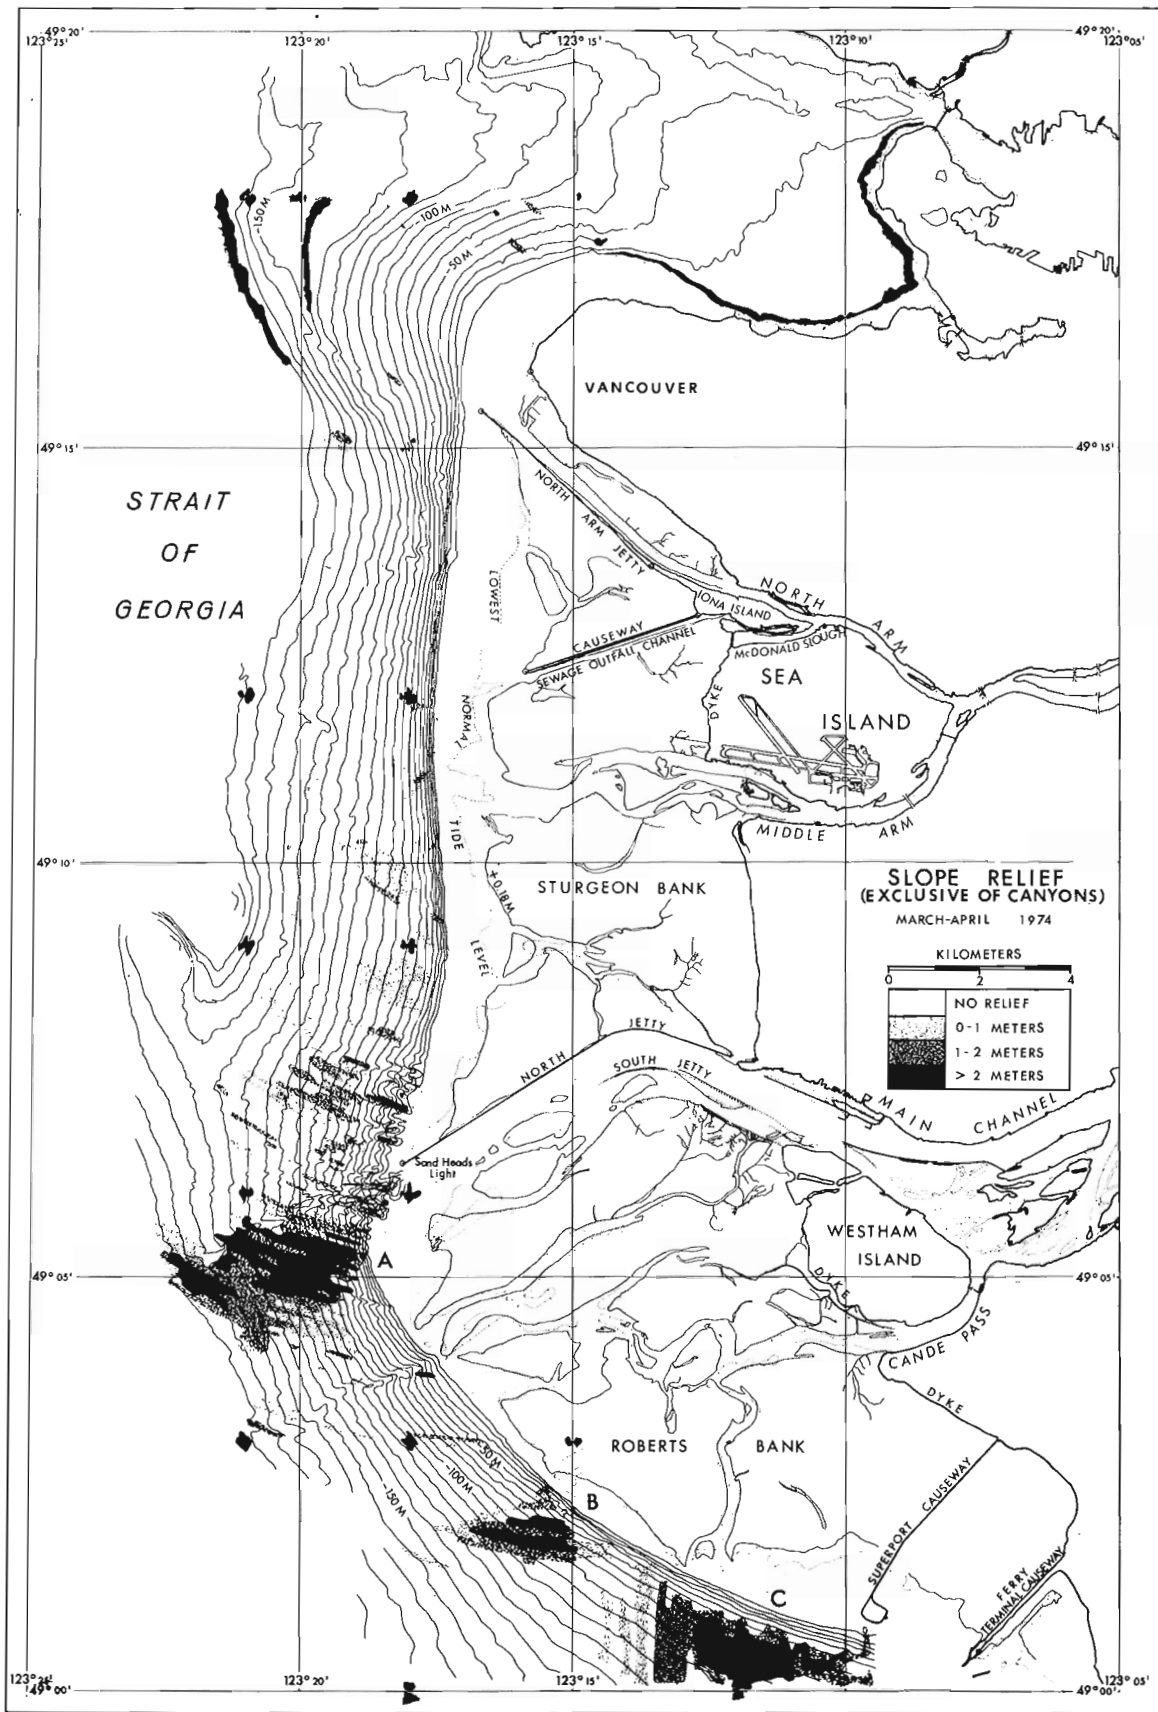 49°20'
49°20'
123°25'
123°20'
123°15'
123°10'
123°05'
-150M
-100M
-50M
VANCOUVER
49°15'
49°15'
STRAIT
OF
GEORGIA
NORTH ARM JETTY
LOWEST
NORMAL
TIDE
LEVEL
+0.18M
IONA ISLAND
NORTH ARM
CAUSEWAY
SEWAGE OUTFALL CHANNEL
McDONALD SLOUGH
SEA
ISLAND
DYKE
MIDDLE ARM
49°10'
49°10'
STURGEON BANK
SLOPE RELIEF
(EXCLUSIVE OF CANYONS)
MARCH-APRIL 1974
KILOMETERS
0 2 4
NO RELIEF
0-1 METERS
1-2 METERS
> 2 METERS
NORTH JETTY
SOUTH JETTY
MAIN CHANNEL
Sand Heads
Light
A
WESTHAM
ISLAND
DYKE
49°05'
49°05'
CANOE PASS
DYKE
ROBERTS BANK
-50M
-100M
-150M
B
SUPERPORT CAUSEWAY
C
FERRY
TERMINAL CAUSEWAY
123°20'
123°15'
123°10'
123°05'
49°00'
49°00'